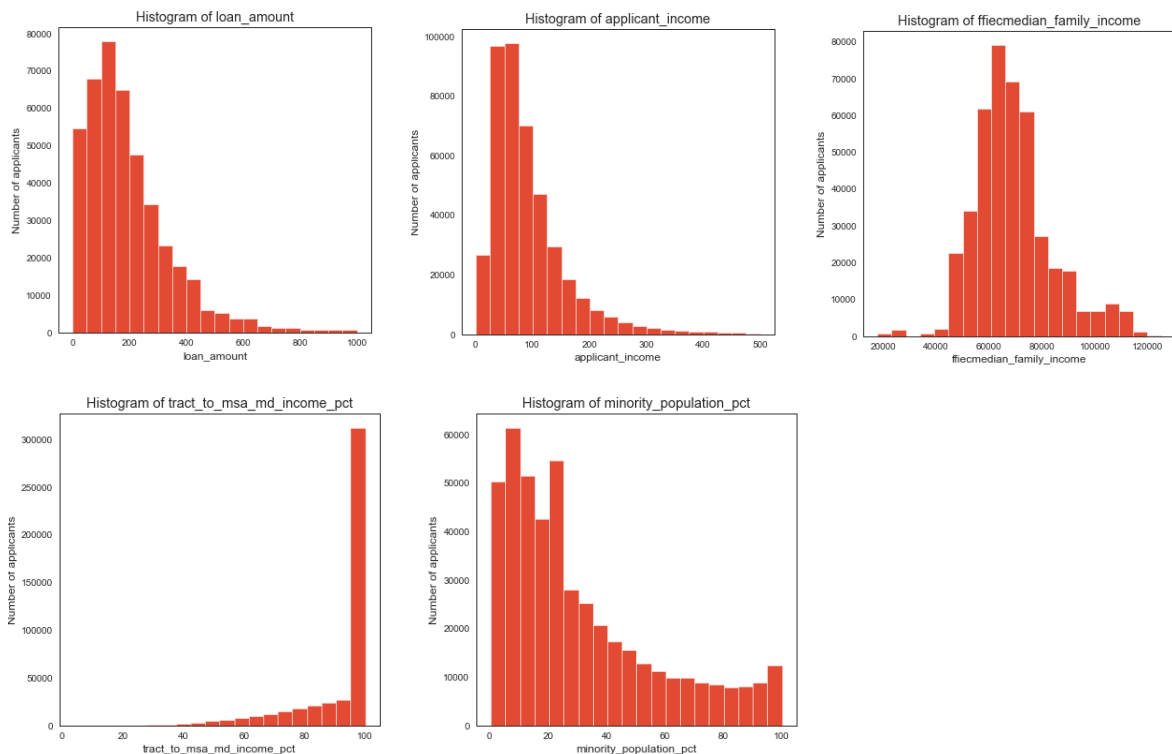 Histogram of loan_amount
Number of applicants
80000
70000
60000
50000
40000
30000
20000
10000
0
0 200 400 600 800 1000
loan_amount
Histogram of applicant_income
Number of applicants
100000
80000
60000
40000
20000
0
0 100 200 300 400 500
applicant_income
Histogram of ffiecmedian_family_income
Number of applicants
80000
70000
60000
50000
40000
30000
20000
10000
0
20000 40000 60000 80000 100000 120000
ffiecmedian_family_income
Histogram of tract_to_msa_md_income_pct
Number of applicants
300000
250000
200000
150000
100000
50000
0
0 20 40 60 80 100
tract_to_msa_md_income_pct
Histogram of minority_population_pct
Number of applicants
60000
50000
40000
30000
20000
10000
0
0 20 40 60 80 100
minority_population_pct